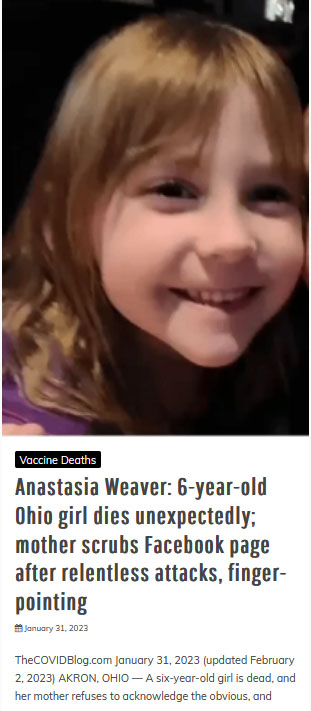 Vaccine Deaths
Anastasia Weaver: 6-year-old
Ohio girl dies unexpectedly;
mother scrubs Facebook page
after relentless attacks, finger-
pointing
January 31, 2023
TheCOVIDBlog.com January 31, 2023 (updated February
2, 2023) AKRON, OHIO — A six-year-old girl is dead, and
her mother refuses to acknowledge the obvious, and